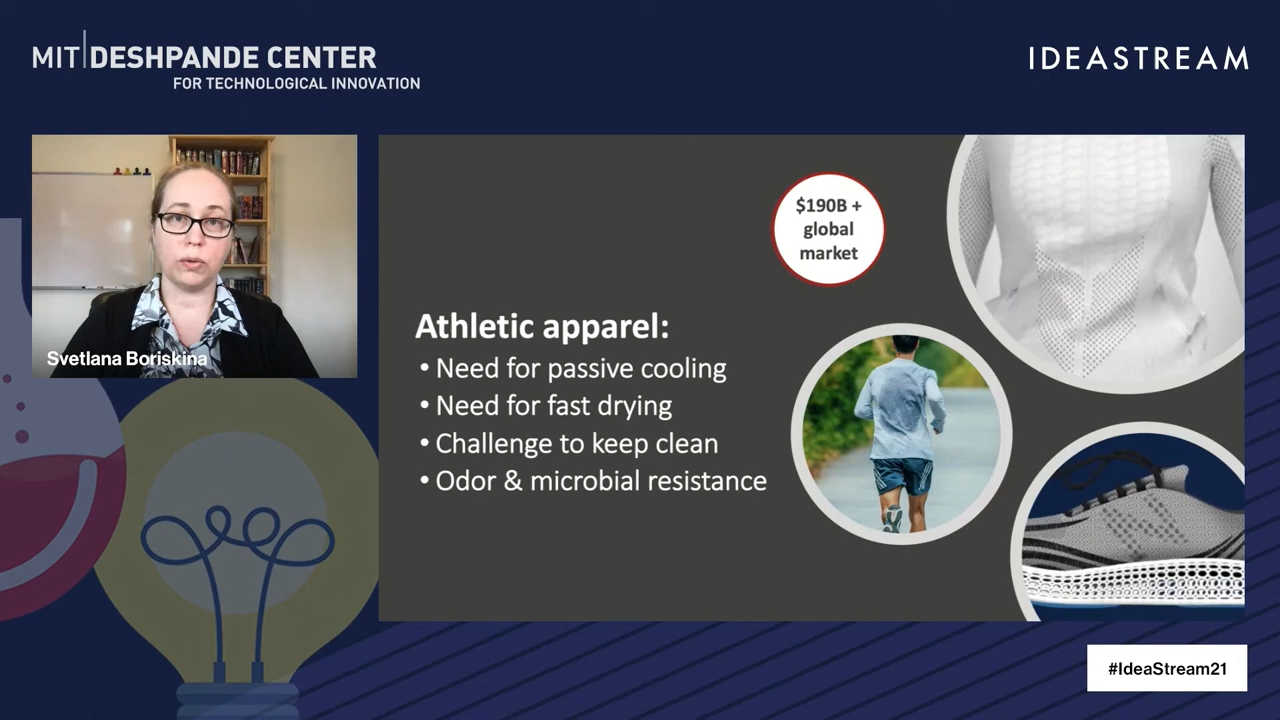 MIT DESHPANDE CENTER
FOR TECHNOLOGICAL INNOVATION
IDEASTREAM
Svetlana Boriskina
$190B +
global
market
Athletic apparel:
• Need for passive cooling
• Need for fast drying
• Challenge to keep clean
• Odor & microbial resistance
#IdeaStream21